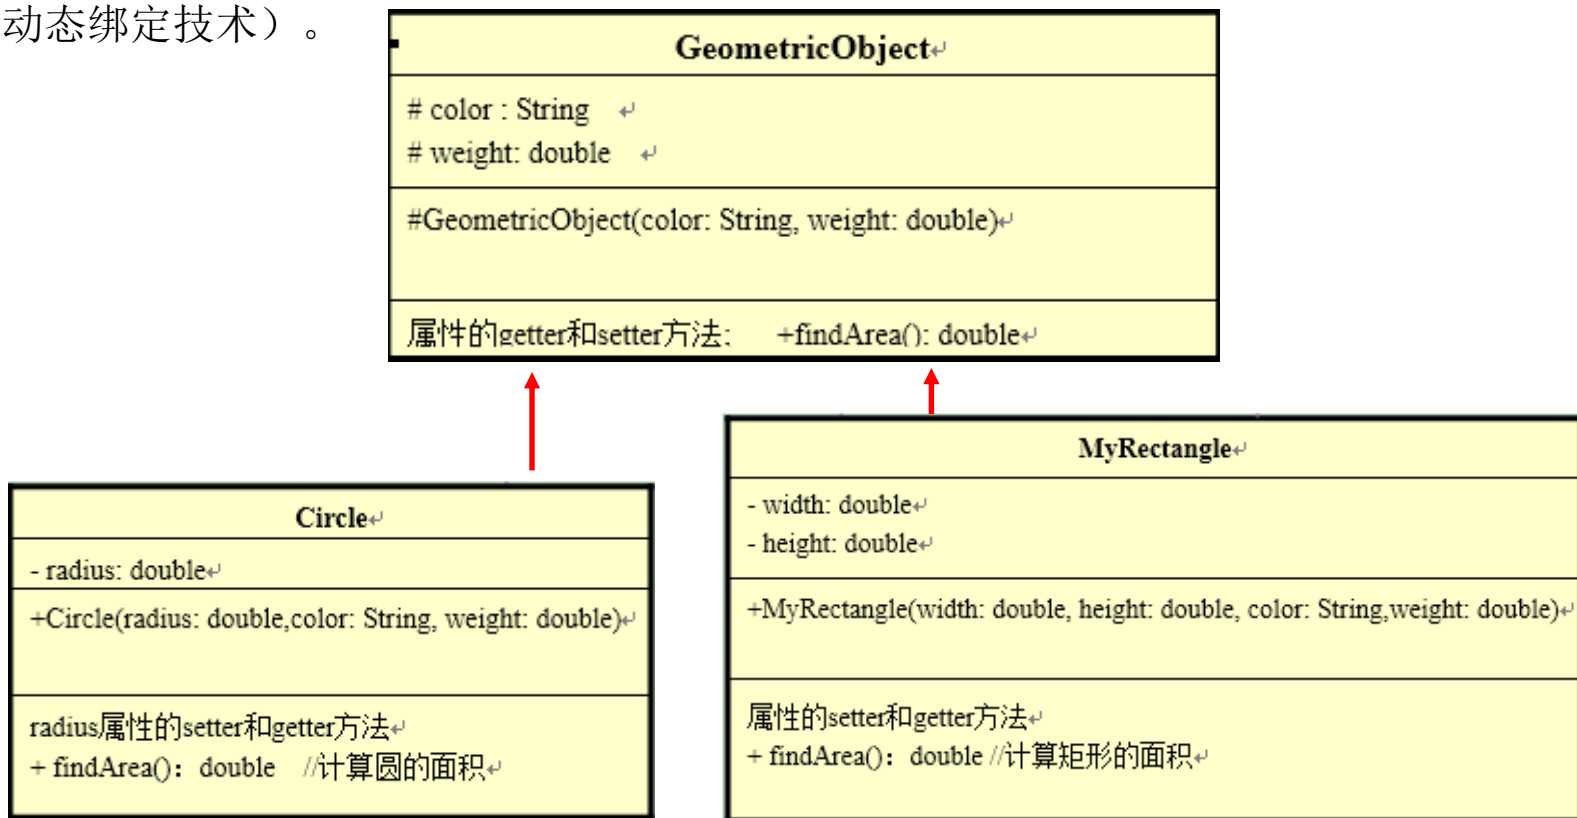 动态绑定技术）。
GeometricObject↵
# color : String ↵
# weight: double ↵
#GeometricObject(color: String, weight: double)↵
属性的getter和setter方法; +findArea(): double↵
Circle↵
- radius: double↵
+Circle(radius: double,color: String, weight: double)↵
radius属性的setter和getter方法↵
+ findArea()：double //计算圆的面积↵
MyRectangle↵
- width: double↵
- height: double↵
+MyRectangle(width: double, height: double, color: String,weight: double)↵
属性的setter和getter方法↵
+ findArea()：double //计算矩形的面积↵